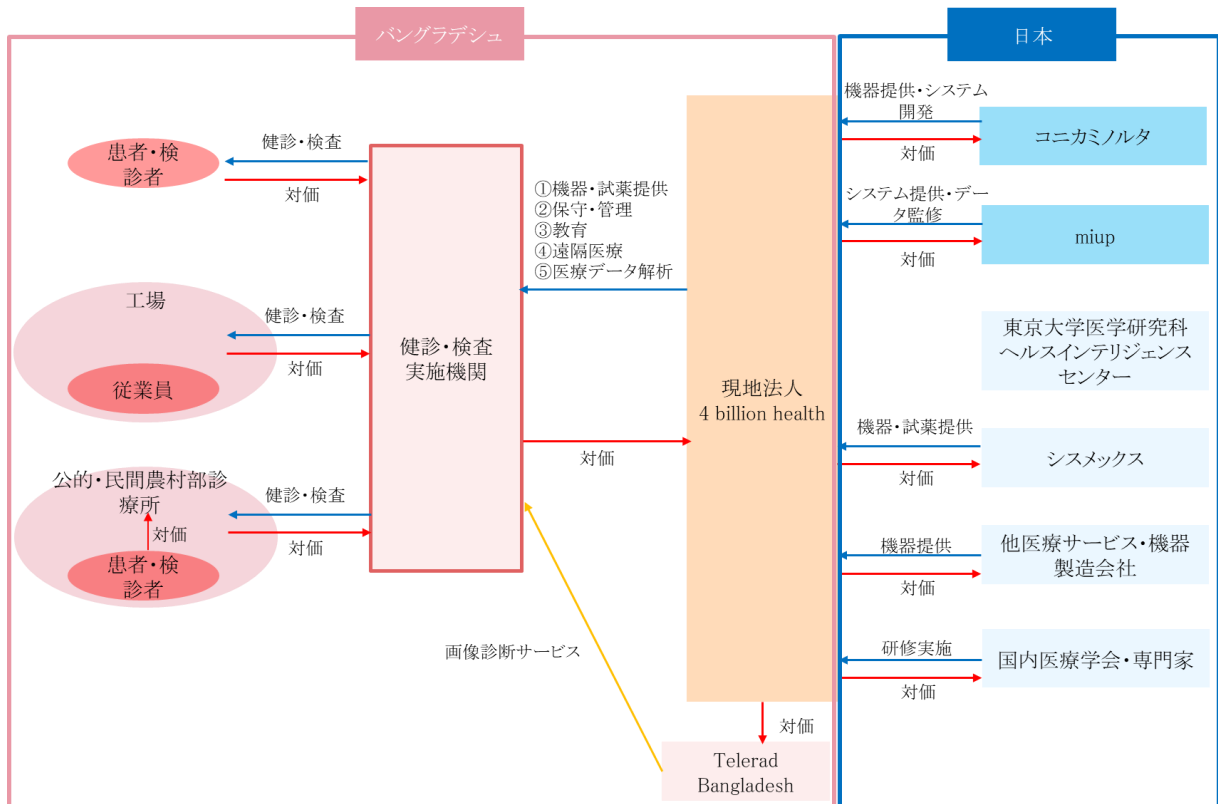 バングラデシュ
日本
患者・検
診者
健診・検査
対価
工場
従業員
健診・検査
対価
公的・民間農村部診
療所
対価
患者・検
診者
健診・検査
対価
健診・検査
実施機関
①機器・試薬提供
②保守・管理
③教育
④遠隔医療
⑤医療データ解析
対価
画像診断サービス
現地法人
4 billion health
対価
Telerad
Bangladesh
機器提供・システム
開発
対価
コニカミノルタ
システム提供・デー
タ監修
対価
miup
東京大学医学研究科
ヘルスインテリジェンス
センター
機器・試薬提供
対価
シスメックス
機器提供
対価
他医療サービス・機器
製造会社
研修実施
対価
国内医療学会・専門家